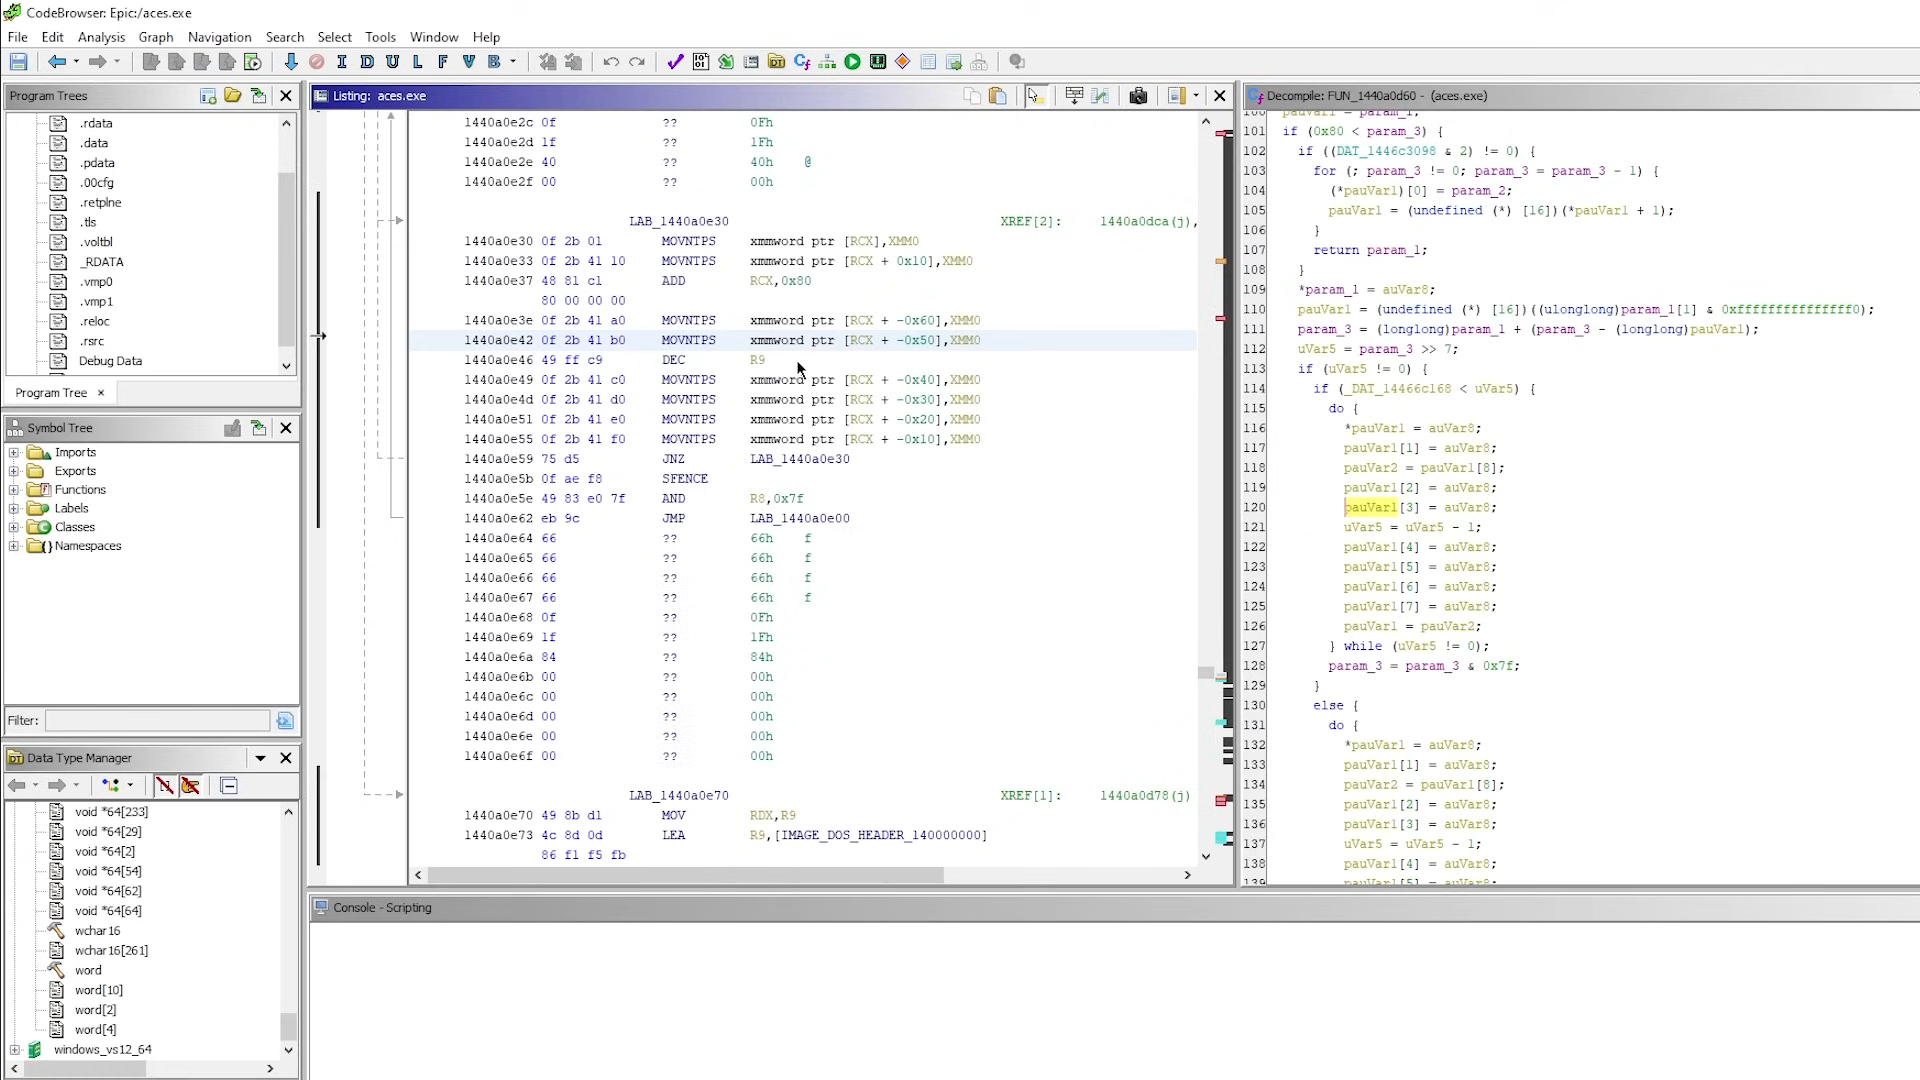 CodeBrowser: Epic:/aces.exe
File Edit Analysis Graph Navigation Search Select Tools Window Help
I D U L F V B
Program Trees
.rdata
.data
.pdata
.00cfg
.retplne
.tls
.voltbl
_RDATA
.vmp0
.vmp1
.reloc
.rsrc
Debug Data
Program Tree ×
Symbol Tree
Imports
Exports
Functions
Labels
Classes
Namespaces
Filter:
Data Type Manager
void *64[233]
void *64[29]
void *64[2]
void *64[54]
void *64[62]
void *64[64]
wchar16
wchar16[261]
word
word[10]
word[2]
word[4]
windows_vs12_64
Listing: aces.exe
1440a0e2c 0f ?? 0Fh
1440a0e2d 1f ?? 1Fh
1440a0e2e 40 ?? 40h @
1440a0e2f 00 ?? 00h
LAB_1440a0e30 XREF[2]: 1440a0dca(j),
1440a0e30 0f 2b 01 MOVNTPS xmmword ptr [RCX],XMM0
1440a0e33 0f 2b 41 10 MOVNTPS xmmword ptr [RCX + 0x10],XMM0
1440a0e37 48 81 c1 ADD RCX,0x80
80 00 00 00
1440a0e3e 0f 2b 41 a0 MOVNTPS xmmword ptr [RCX + -0x60],XMM0
1440a0e42 0f 2b 41 b0 MOVNTPS xmmword ptr [RCX + -0x50],XMM0
1440a0e46 49 ff c9 DEC R9
1440a0e49 0f 2b 41 c0 MOVNTPS xmmword ptr [RCX + -0x40],XMM0
1440a0e4d 0f 2b 41 d0 MOVNTPS xmmword ptr [RCX + -0x30],XMM0
1440a0e51 0f 2b 41 e0 MOVNTPS xmmword ptr [RCX + -0x20],XMM0
1440a0e55 0f 2b 41 f0 MOVNTPS xmmword ptr [RCX + -0x10],XMM0
1440a0e59 75 d5 JNZ LAB_1440a0e30
1440a0e5b 0f ae f8 SFENCE
1440a0e5e 49 83 e0 7f AND R8,0x7f
1440a0e62 eb 9c JMP LAB_1440a0e00
1440a0e64 66 ?? 66h f
1440a0e65 66 ?? 66h f
1440a0e66 66 ?? 66h f
1440a0e67 66 ?? 66h f
1440a0e68 0f ?? 0Fh
1440a0e69 1f ?? 1Fh
1440a0e6a 84 ?? 84h
1440a0e6b 00 ?? 00h
1440a0e6c 00 ?? 00h
1440a0e6d 00 ?? 00h
1440a0e6e 00 ?? 00h
1440a0e6f 00 ?? 00h
LAB_1440a0e70 XREF[1]: 1440a0d78(j)
1440a0e70 49 8b d1 MOV RDX,R9
1440a0e73 4c 8d 0d LEA R9,[IMAGE_DOS_HEADER_140000000]
86 f1 f5 fb
Console - Scripting
Decompile: FUN_1440a0d60 - (aces.exe)
100 pauVar1 = param_1;
101 if (0x80 < param_3) {
102 if ((DAT_1446c3098 & 2) != 0) {
103 for (; param_3 != 0; param_3 = param_3 - 1) {
104 (*pauVar1)[0] = param_2;
105 pauVar1 = (undefined (*) [16])(*pauVar1 + 1);
106 }
107 return param_1;
108 }
109 *param_1 = auVar8;
110 pauVar1 = (undefined (*) [16])((ulonglong)param_1[1] & 0xfffffffffffffff0);
111 param_3 = (longlong)param_1 + (param_3 - (longlong)pauVar1);
112 uVar5 = param_3 >> 7;
113 if (uVar5 != 0) {
114 if (_DAT_14466c168 < uVar5) {
115 do {
116 *pauVar1 = auVar8;
117 pauVar1[1] = auVar8;
118 pauVar2 = pauVar1[8];
119 pauVar1[2] = auVar8;
120 pauVar1[3] = auVar8;
121 uVar5 = uVar5 - 1;
122 pauVar1[4] = auVar8;
123 pauVar1[5] = auVar8;
124 pauVar1[6] = auVar8;
125 pauVar1[7] = auVar8;
126 pauVar1 = pauVar2;
127 } while (uVar5 != 0);
128 param_3 = param_3 & 0x7f;
129 }
130 else {
131 do {
132 *pauVar1 = auVar8;
133 pauVar1[1] = auVar8;
134 pauVar2 = pauVar1[8];
135 pauVar1[2] = auVar8;
136 pauVar1[3] = auVar8;
137 uVar5 = uVar5 - 1;
138 pauVar1[4] = auVar8;
139 pauVar1[5] = auVar8;